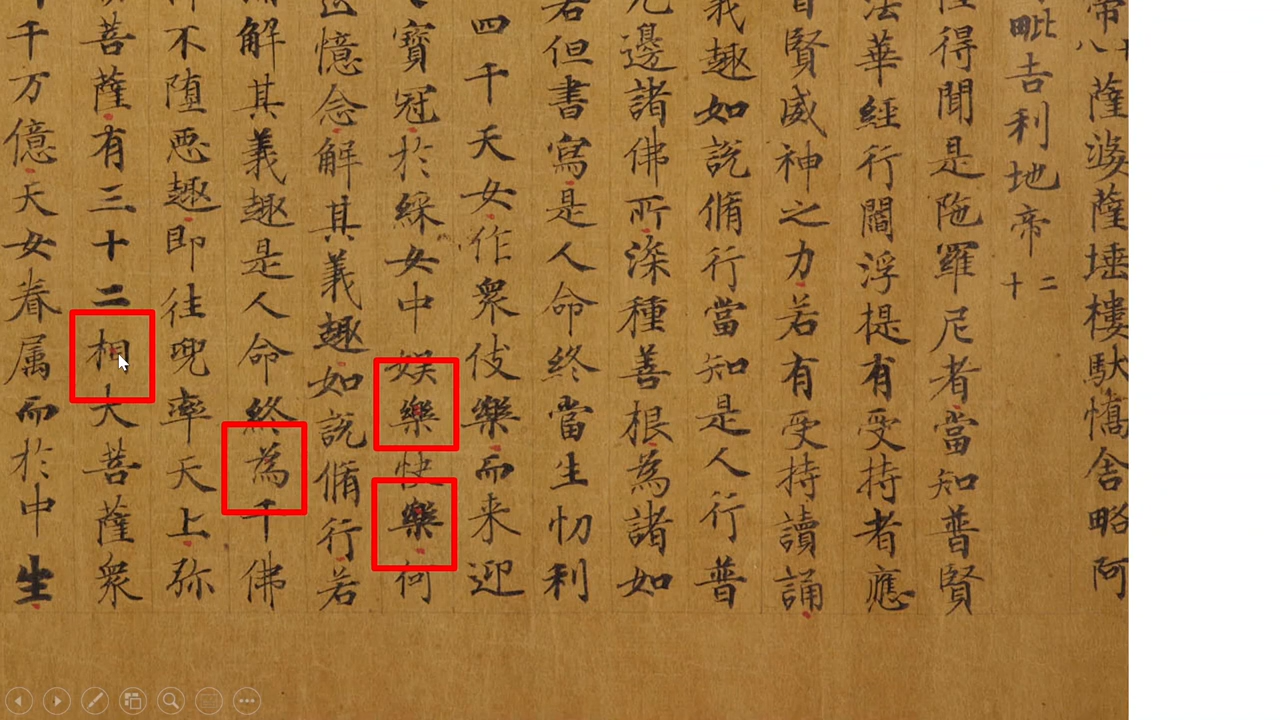 帝八十薩婆薩埵樓馱憍舍略阿
毗吉利地帝十二
得聞是陁羅尼者當知普賢
法華經行閻浮提有受持者應
賢威神之力若有受持讀誦
義趣如說脩行當知是人行普
邊諸佛所深種善根為諸如
若但書寫是人命終當生忉利
四千天女作衆伎樂而来迎
寶冠於綵女中娱樂快樂何
憶念解其義趣如說脩行若
解其義趣是人命終為千佛
不墮惡趣即往兜率天上弥
菩薩有三十二相大菩薩衆
千万億天女眷属而於中生